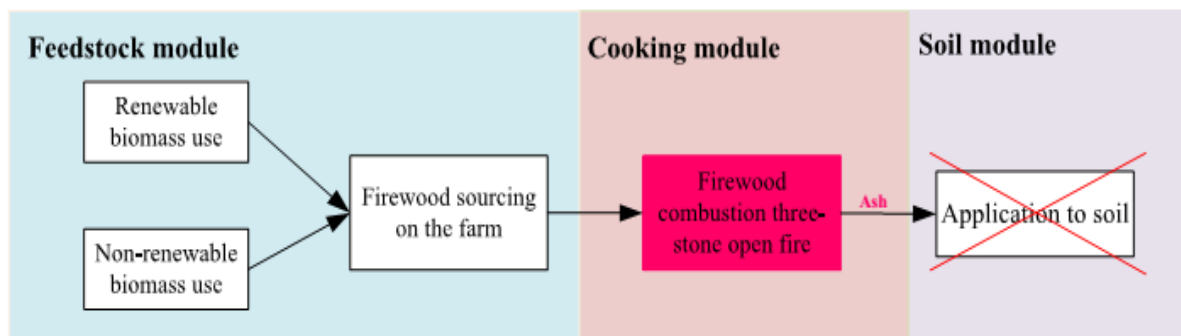 Feedstock module
Cooking module
Soil module
Renewable
biomass use
Non-renewable
biomass use
Firewood sourcing
on the farm
Firewood
combustion three-
stone open fire
Ash
Application to soil